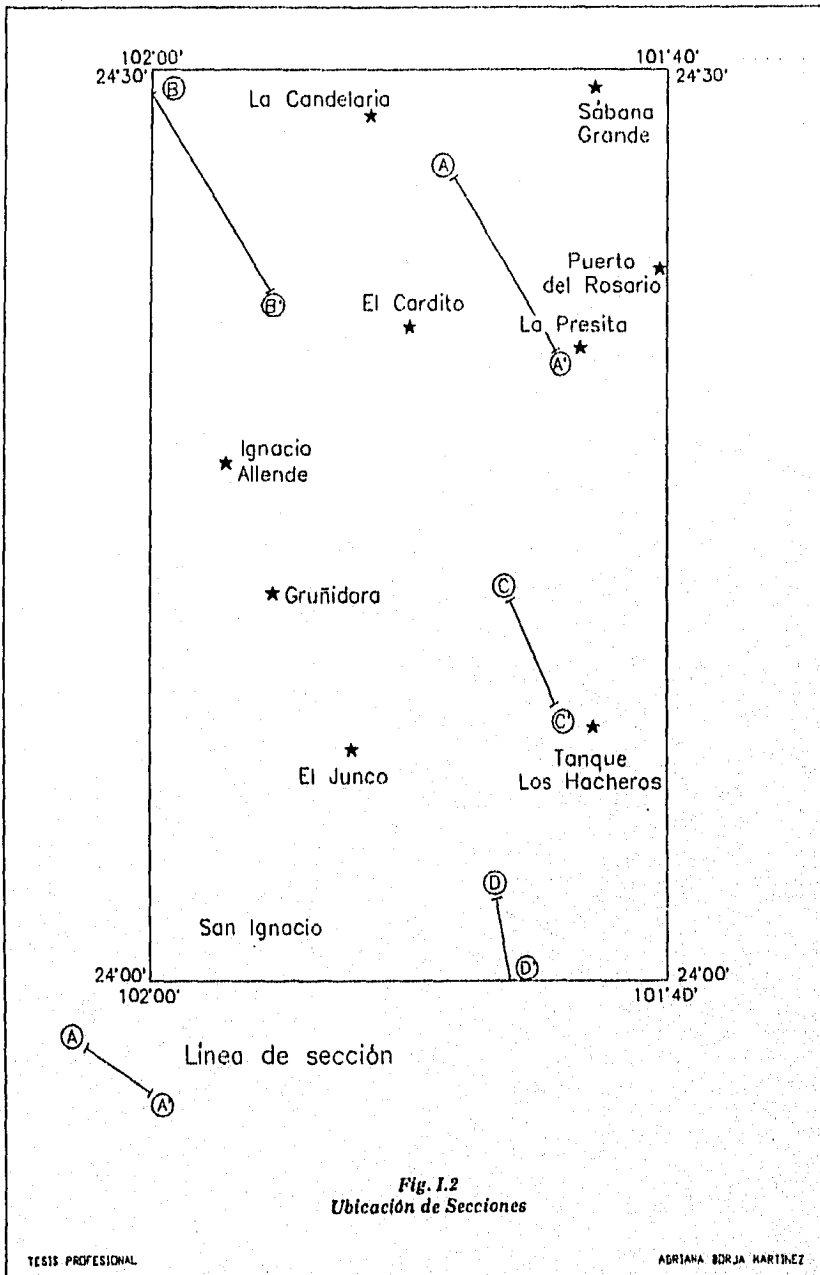 102°00'
101°40'
24°30'
24°30'
B
La Candelaria
Sábana
Grande
A
Puerto
del Rosario
B'
El Cardito
La Presita
A'
Ignacio
Allende
C
Gruñidora
C'
Tanque
Los Hacheros
El Junco
D
San Ignacio
D'
24°00'
24°00'
102°00'
101°40'
A
Línea de sección
A'
Fig. I.2
Ubicación de Secciones
TESIS PROFESIONAL
ADRIANA BORJA MARTINEZ